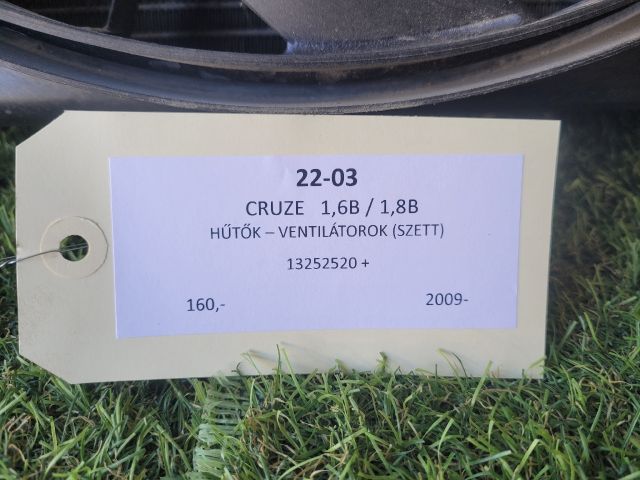 22-03
CRUZE 1,6B / 1,8B
HŰTŐK – VENTILÁTOROK (SZETT)
13252520 +
160,- 2009-